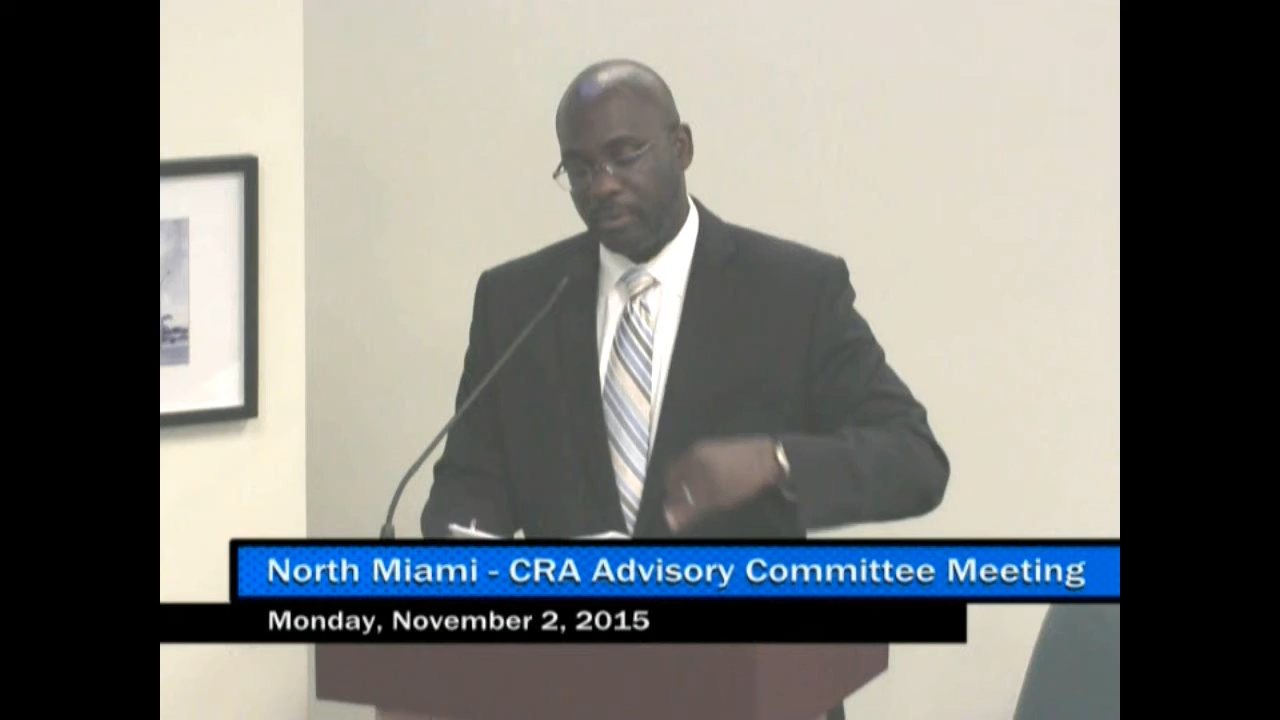 North Miami - CRA Advisory Committee Meeting
Monday, November 2, 2015